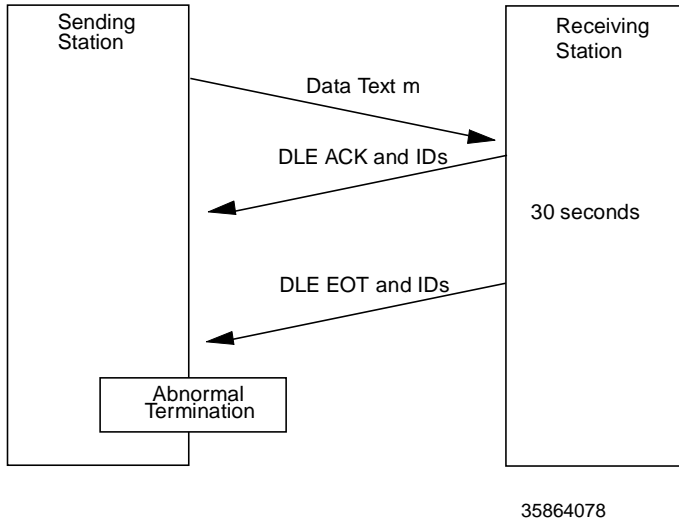 Sending
Station
Receiving
Station
Data Text m
DLE ACK and IDs
30 seconds
DLE EOT and IDs
Abnormal
Termination
35864078